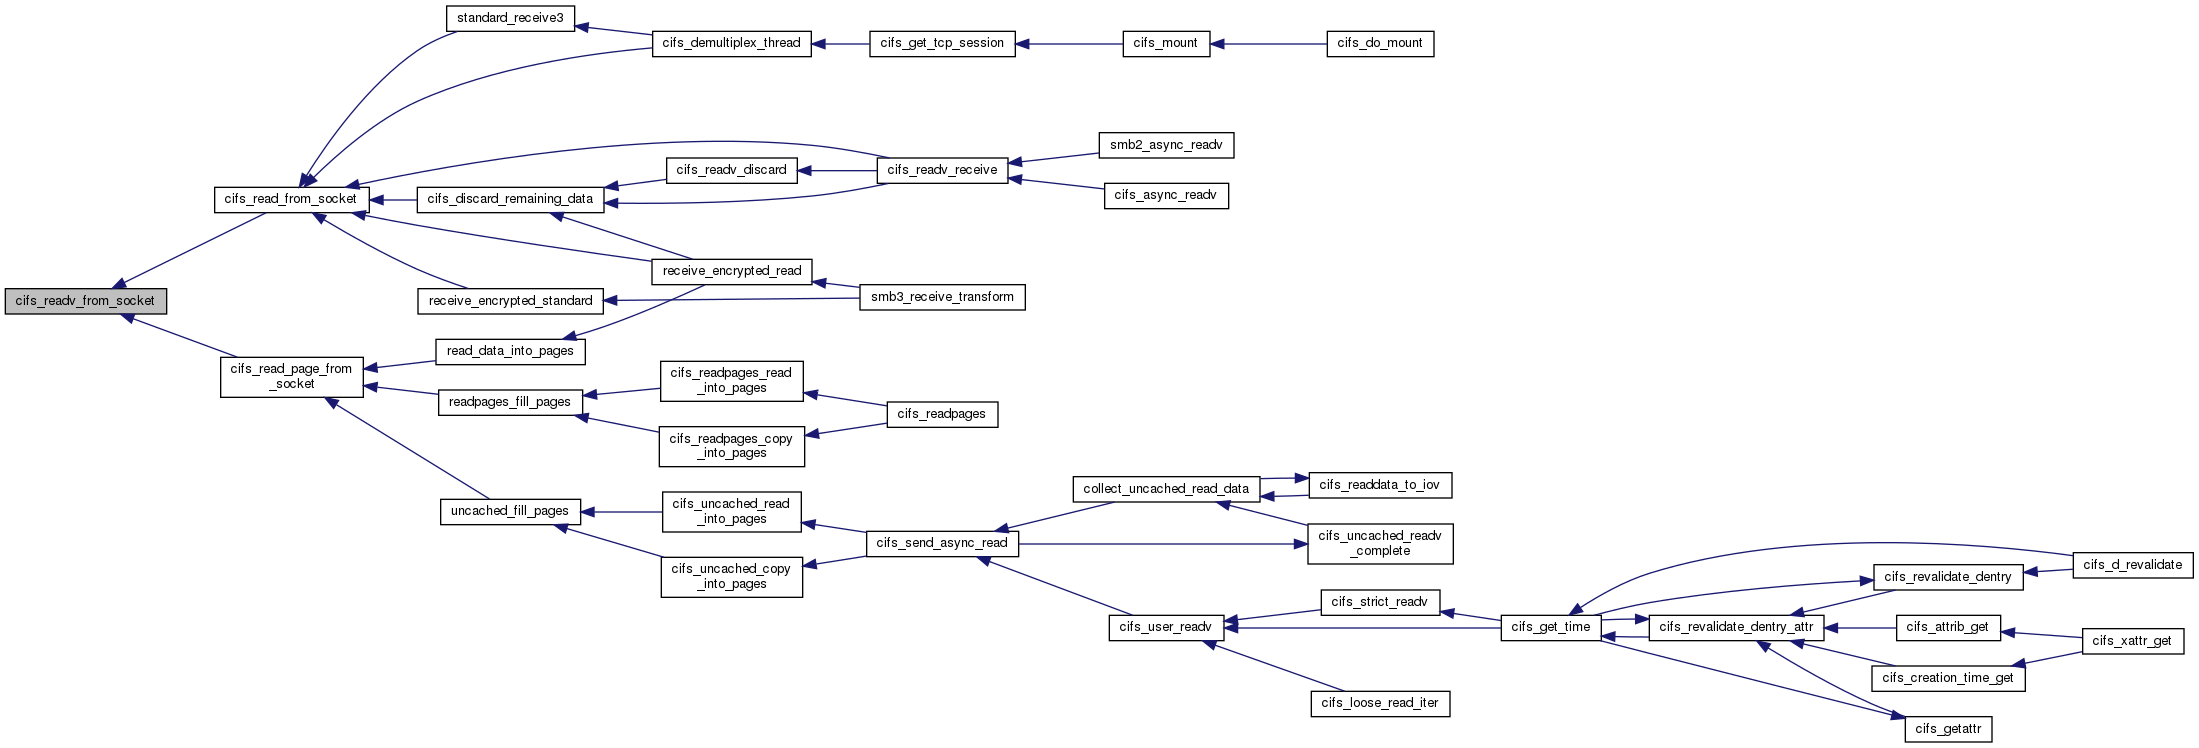 standard_receive3
cifs_demultiplex_thread
cifs_get_tcp_session
cifs_mount
cifs_do_mount
smb2_async_readv
cifs_readv_discard
cifs_readv_receive
cifs_async_readv
cifs_read_from_socket
cifs_discard_remaining_data
receive_encrypted_read
cifs_readv_from_socket
receive_encrypted_standard
smb3_receive_transform
read_data_into_pages
cifs_read_page_from
_socket
cifs_readpages_read
_into_pages
readpages_fill_pages
cifs_readpages
cifs_readpages_copy
_into_pages
collect_uncached_read_data
cifs_readdata_to_iov
uncached_fill_pages
cifs_uncached_read
_into_pages
cifs_send_async_read
cifs_uncached_readv
_complete
cifs_uncached_copy
_into_pages
cifs_d_revalidate
cifs_revalidate_dentry
cifs_strict_readv
cifs_user_readv
cifs_get_time
cifs_revalidate_dentry_attr
cifs_attrib_get
cifs_xattr_get
cifs_creation_time_get
cifs_loose_read_iter
cifs_getattr